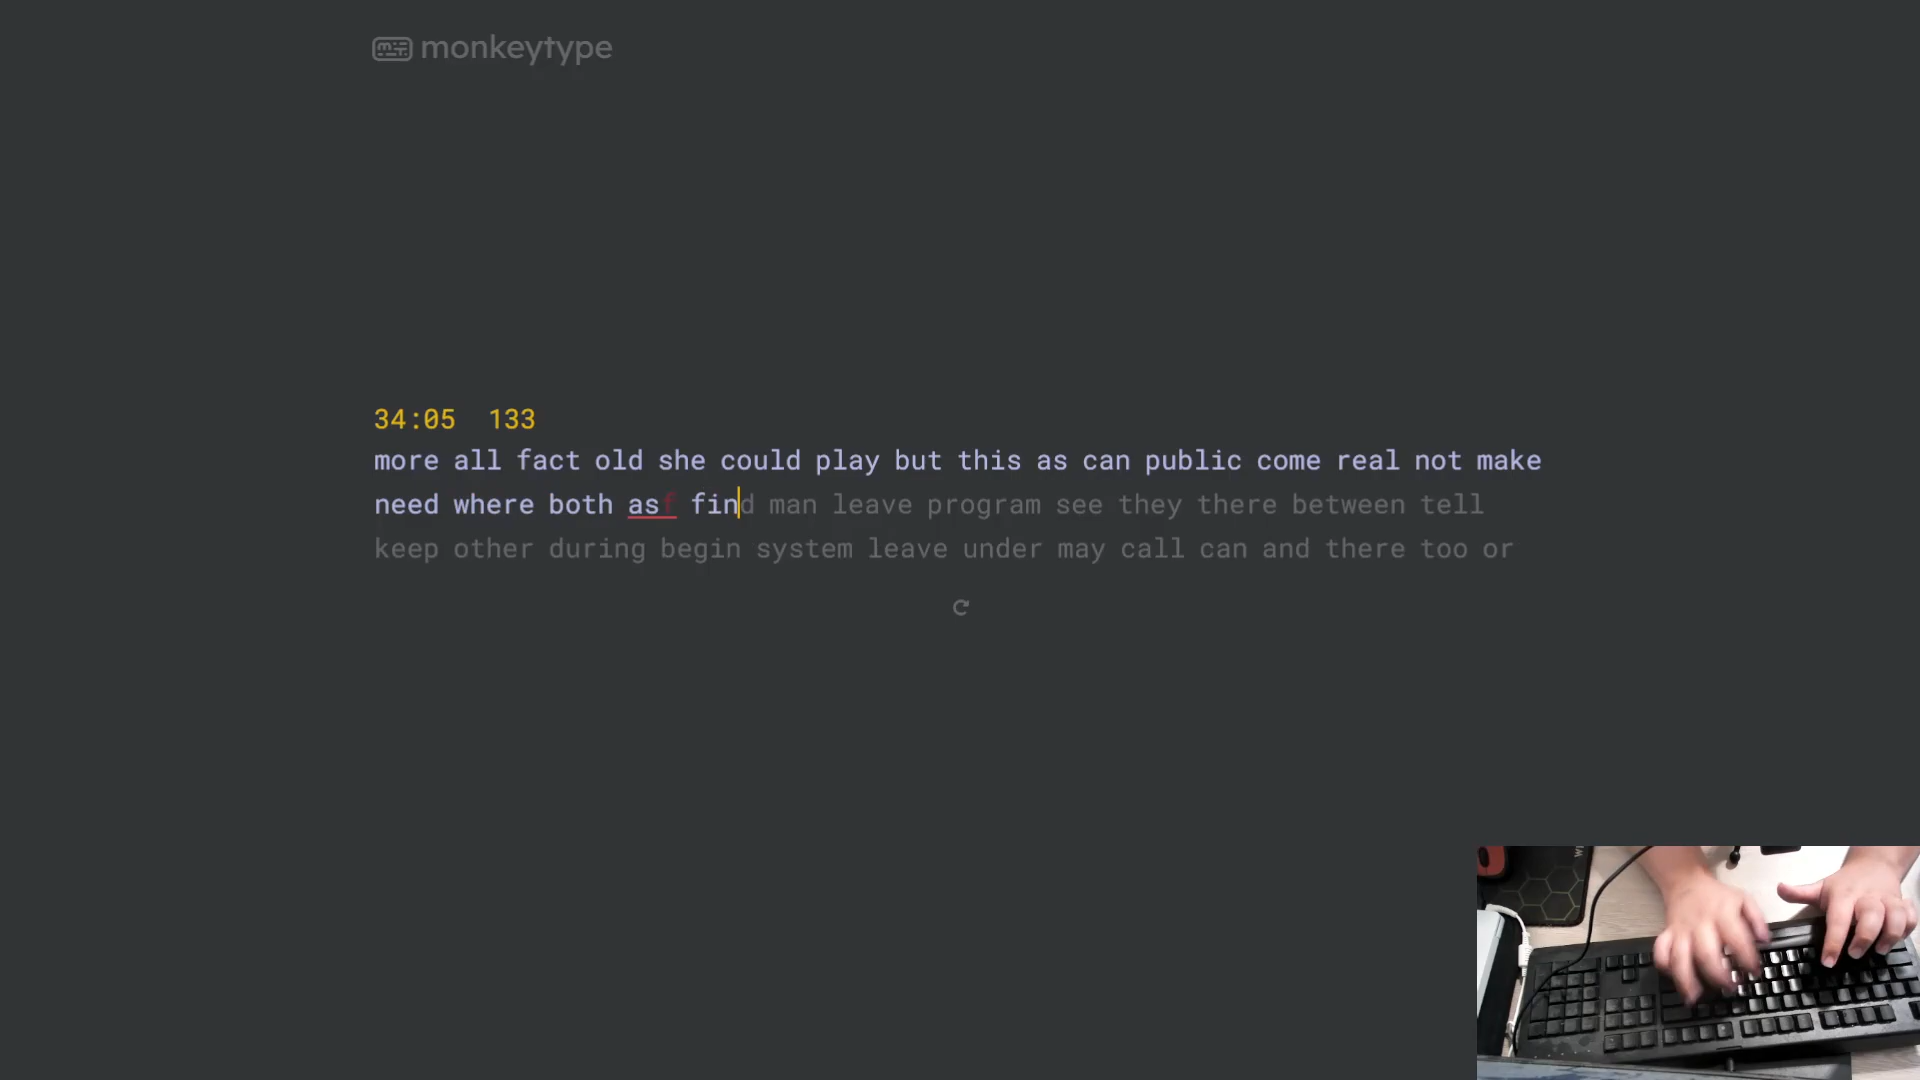 monkeytype
34:05 133
more all fact old she could play but this as can public come real not make
need where both asf find man leave program see they there between tell
keep other during begin system leave under may call can and there too or